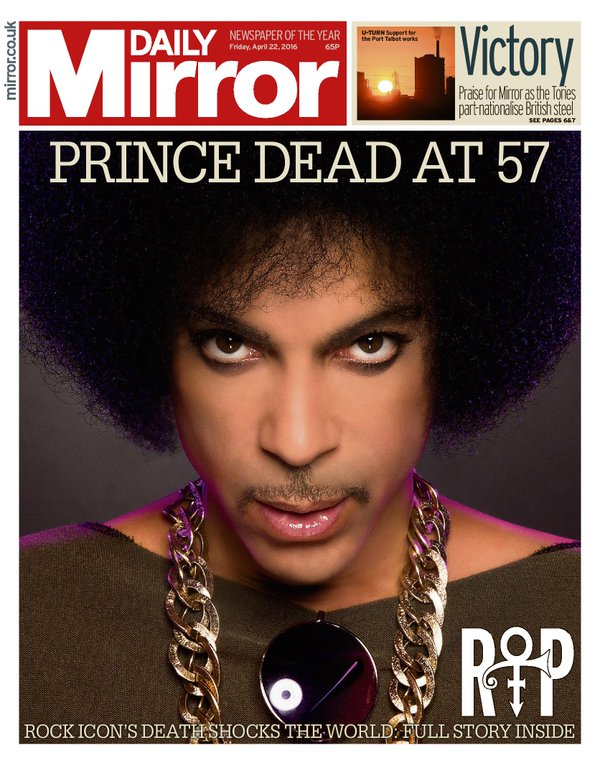 mirror.co.uk
DAILY
Mirror
NEWSPAPER OF THE YEAR
Friday, April 22, 2016
65P
U-TURN Support for
the Port Talbot works
Victory
Praise for Mirror as the Tories
part-nationalise British steel
SEE PAGES 6&7
PRINCE DEAD AT 57
RIP
ROCK ICON'S DEATH SHOCKS THE WORLD: FULL STORY INSIDE